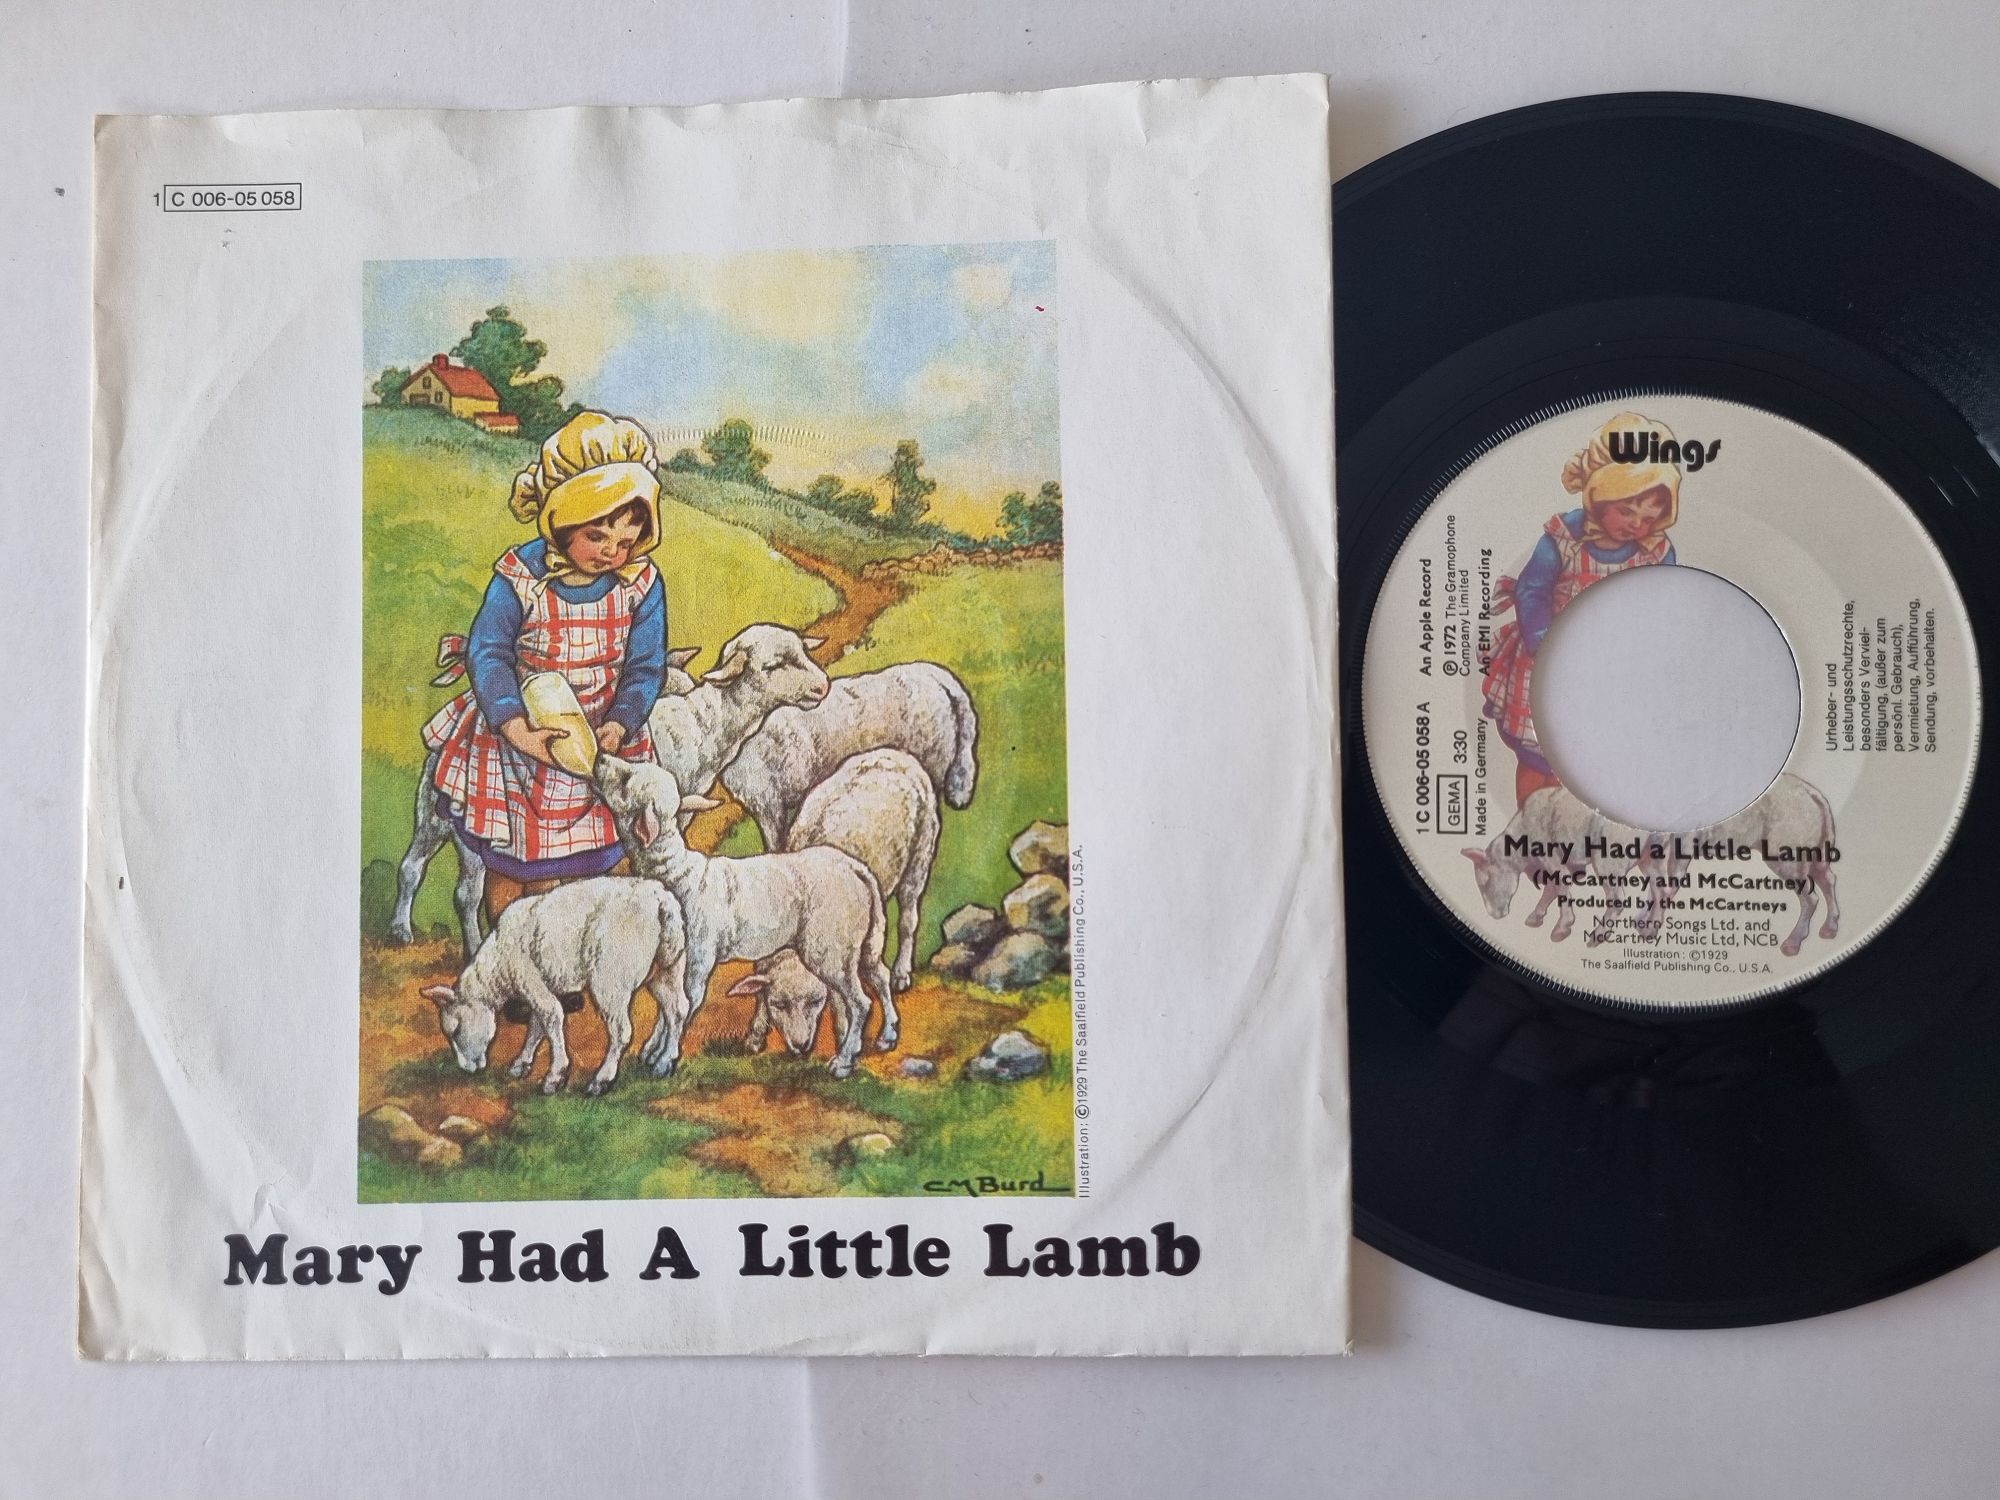 1 C 006-05 058
CMBurd
Illustration: ©1929 The Saalfield Publishing Co., U.S.A.
Mary Had A Little Lamb
Wings
An Apple Record
℗ 1972 The Gramophone
Company Limited
An EMI Recording
1 C 006-05 058 A
GEMA 3:30
Made in Germany
Urheber- und
Leistungsschutzrechte,
besonders Verviel-
fältigung, (außer zum
persönl. Gebrauch),
Vermietung, Aufführung,
Sendung, vorbehalten.
Mary Had a Little Lamb
(McCartney and McCartney)
Produced by the McCartneys
Northern Songs Ltd. and
McCartney Music Ltd, NCB
Illustration: ©1929
The Saalfield Publishing Co., U.S.A.